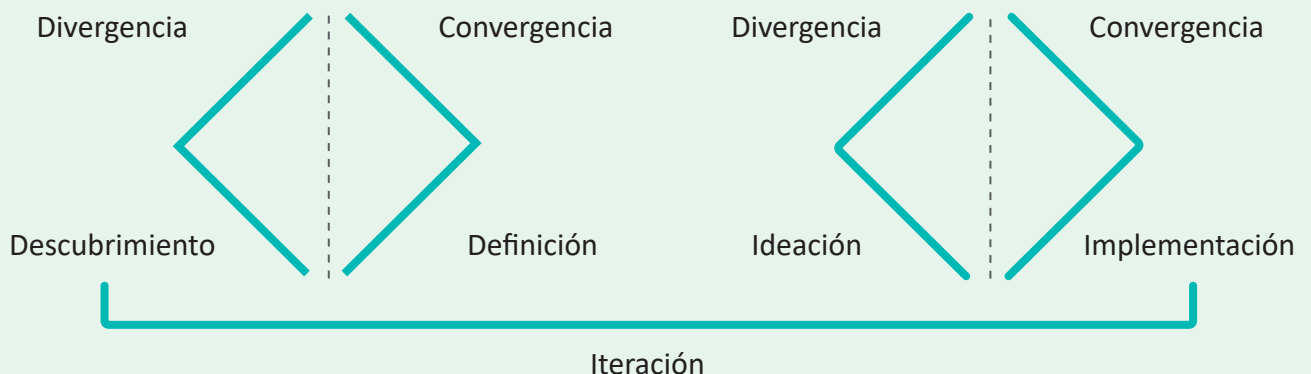 Divergencia
Convergencia
Divergencia
Convergencia
Descubrimiento
Definición
Ideación
Implementación
Iteración